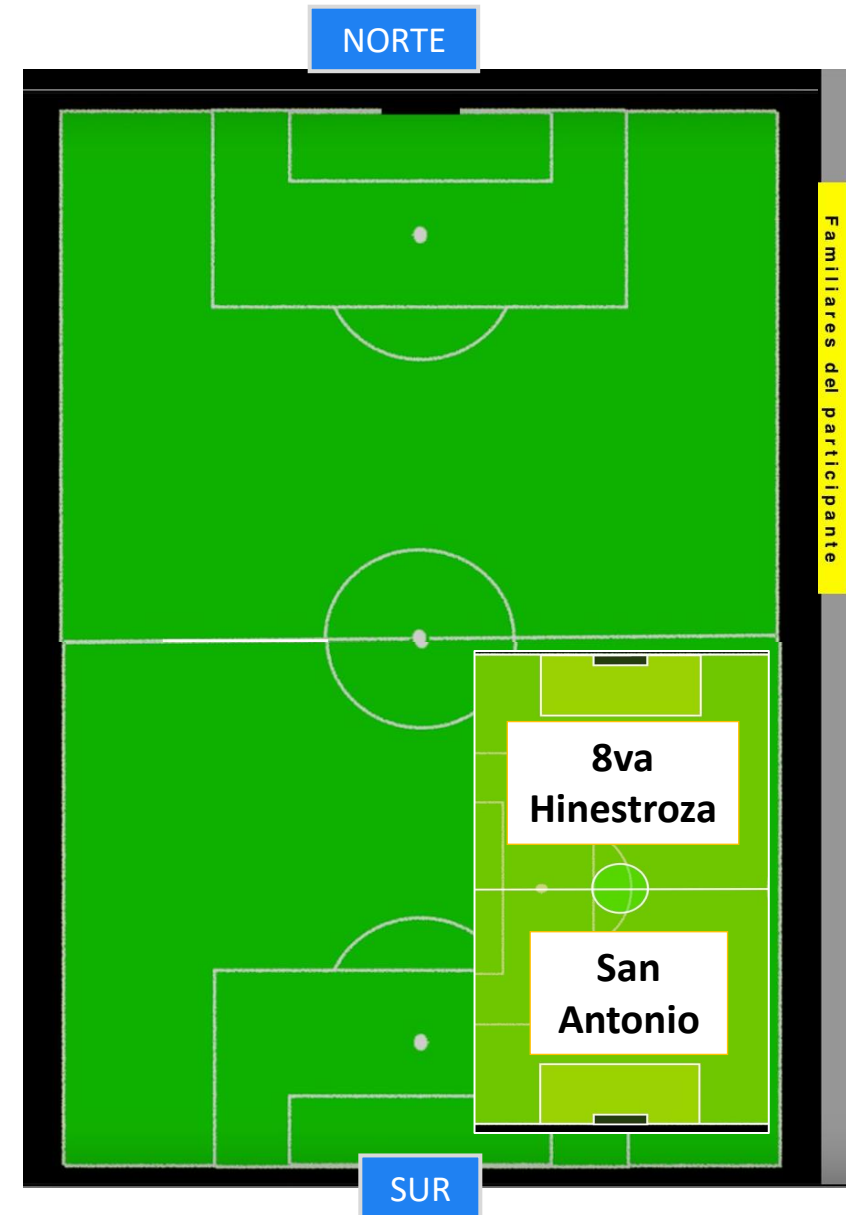 NORTE
Familiares del participante
8va
Hinestroza
San
Antonio
SUR